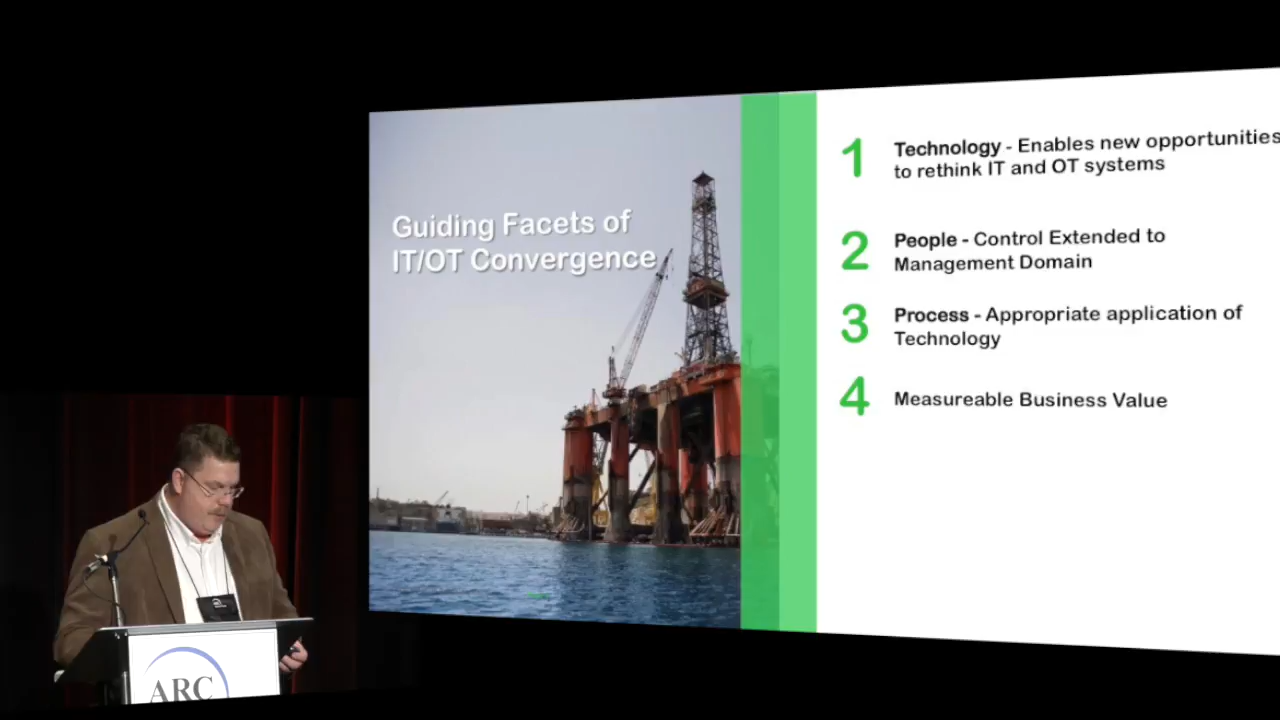 Guiding Facets of
IT/OT Convergence
1 Technology - Enables new opportunities
to rethink IT and OT systems
2 People - Control Extended to
Management Domain
3 Process - Appropriate application of
Technology
4 Measureable Business Value
ARC